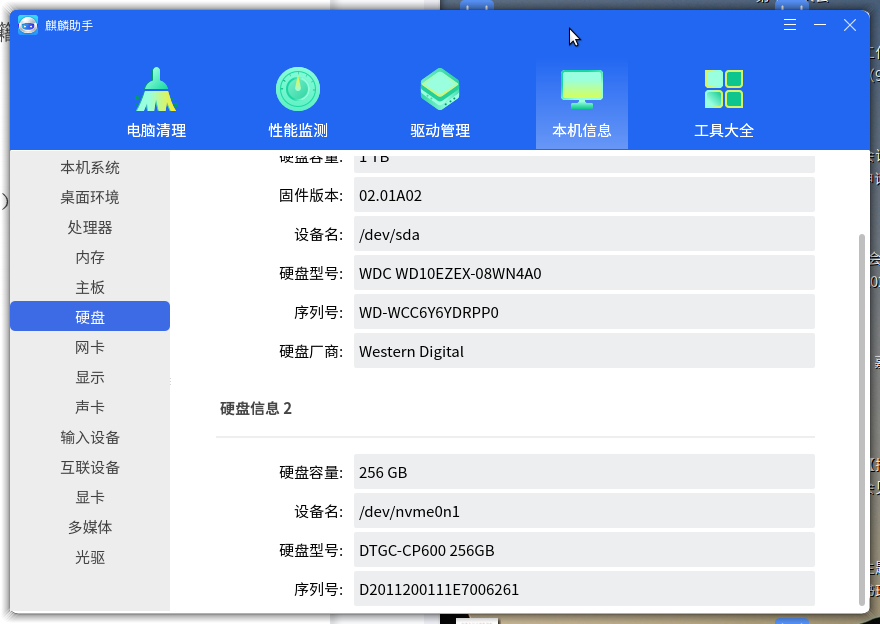 麒麟助手
电脑清理
性能监测
驱动管理
本机信息
工具大全
本机系统
桌面环境
处理器
内存
主板
硬盘
网卡
显示
声卡
输入设备
互联设备
显卡
多媒体
光驱
硬盘容量: 1 TB
固件版本: 02.01A02
设备名: /dev/sda
硬盘型号: WDC WD10EZEX-08WN4A0
序列号: WD-WCC6Y6YDRPP0
硬盘厂商: Western Digital
硬盘信息 2
硬盘容量: 256 GB
设备名: /dev/nvme0n1
硬盘型号: DTGC-CP600 256GB
序列号: D2011200111E7006261